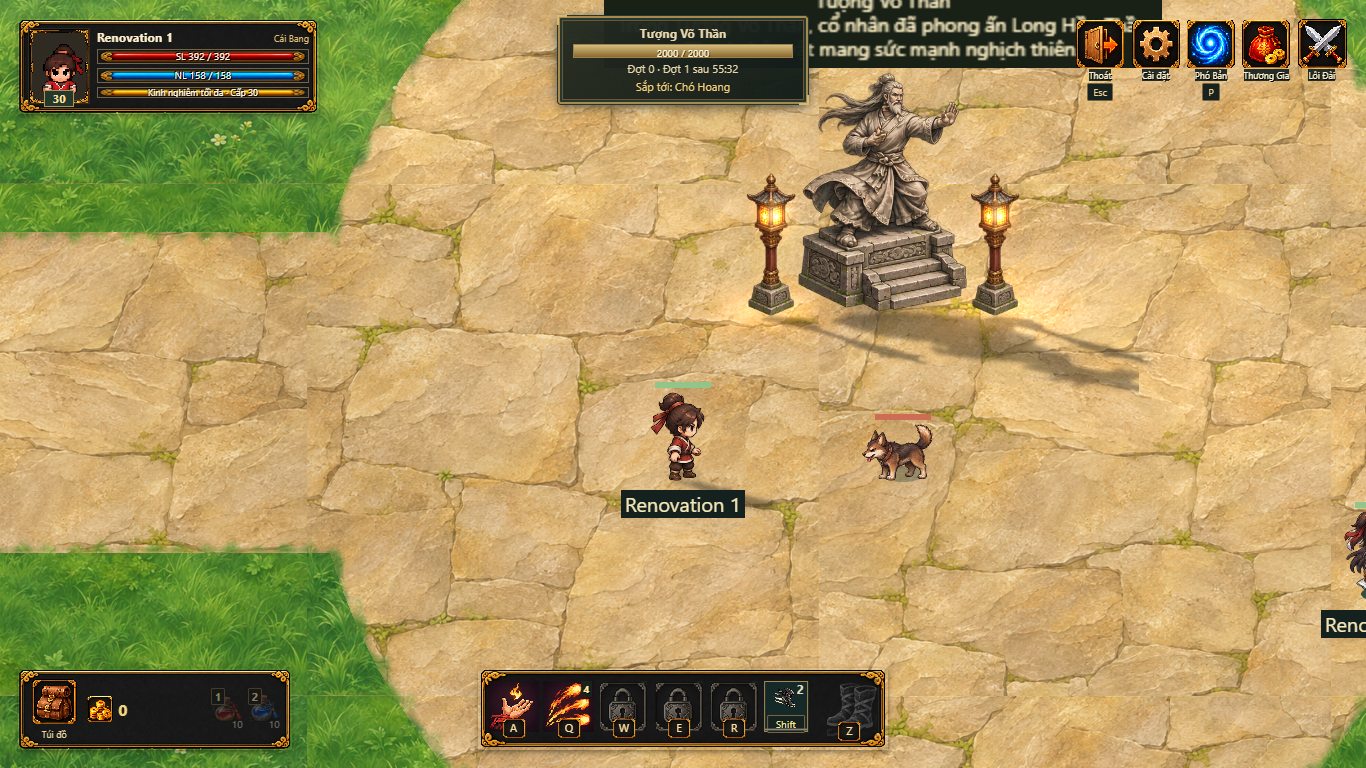 Renovation 1
Cái Bang
SL 392 / 392
NL 158 / 158
Kinh nghiệm tối đa - Cấp 30
30
Tượng Võ Thần
2000 / 2000
Đợt 0 · Đợt 1 sau 55:32
Sắp tới: Chó Hoang
Tượng Võ Thần
, cổ nhân đã phong ấn Long
mang sức mạnh nghịch thiên.
Thoát
Esc
Cài đặt
Phó Bản
P
Thương Gia
Lôi Đài
Renovation 1
Reno
Túi đồ
0
1
10
2
10
A
4
Q
W
E
R
2
Shift
Z